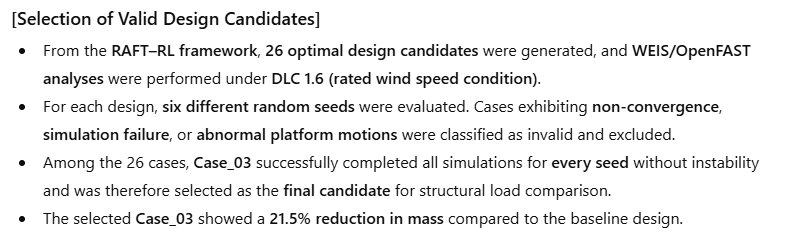 [Selection of Valid Design Candidates]
• From the RAFT–RL framework, 26 optimal design candidates were generated, and WEIS/OpenFAST
analyses were performed under DLC 1.6 (rated wind speed condition).
• For each design, six different random seeds were evaluated. Cases exhibiting non-convergence,
simulation failure, or abnormal platform motions were classified as invalid and excluded.
• Among the 26 cases, Case_03 successfully completed all simulations for every seed without instability
and was therefore selected as the final candidate for structural load comparison.
• The selected Case_03 showed a 21.5% reduction in mass compared to the baseline design.